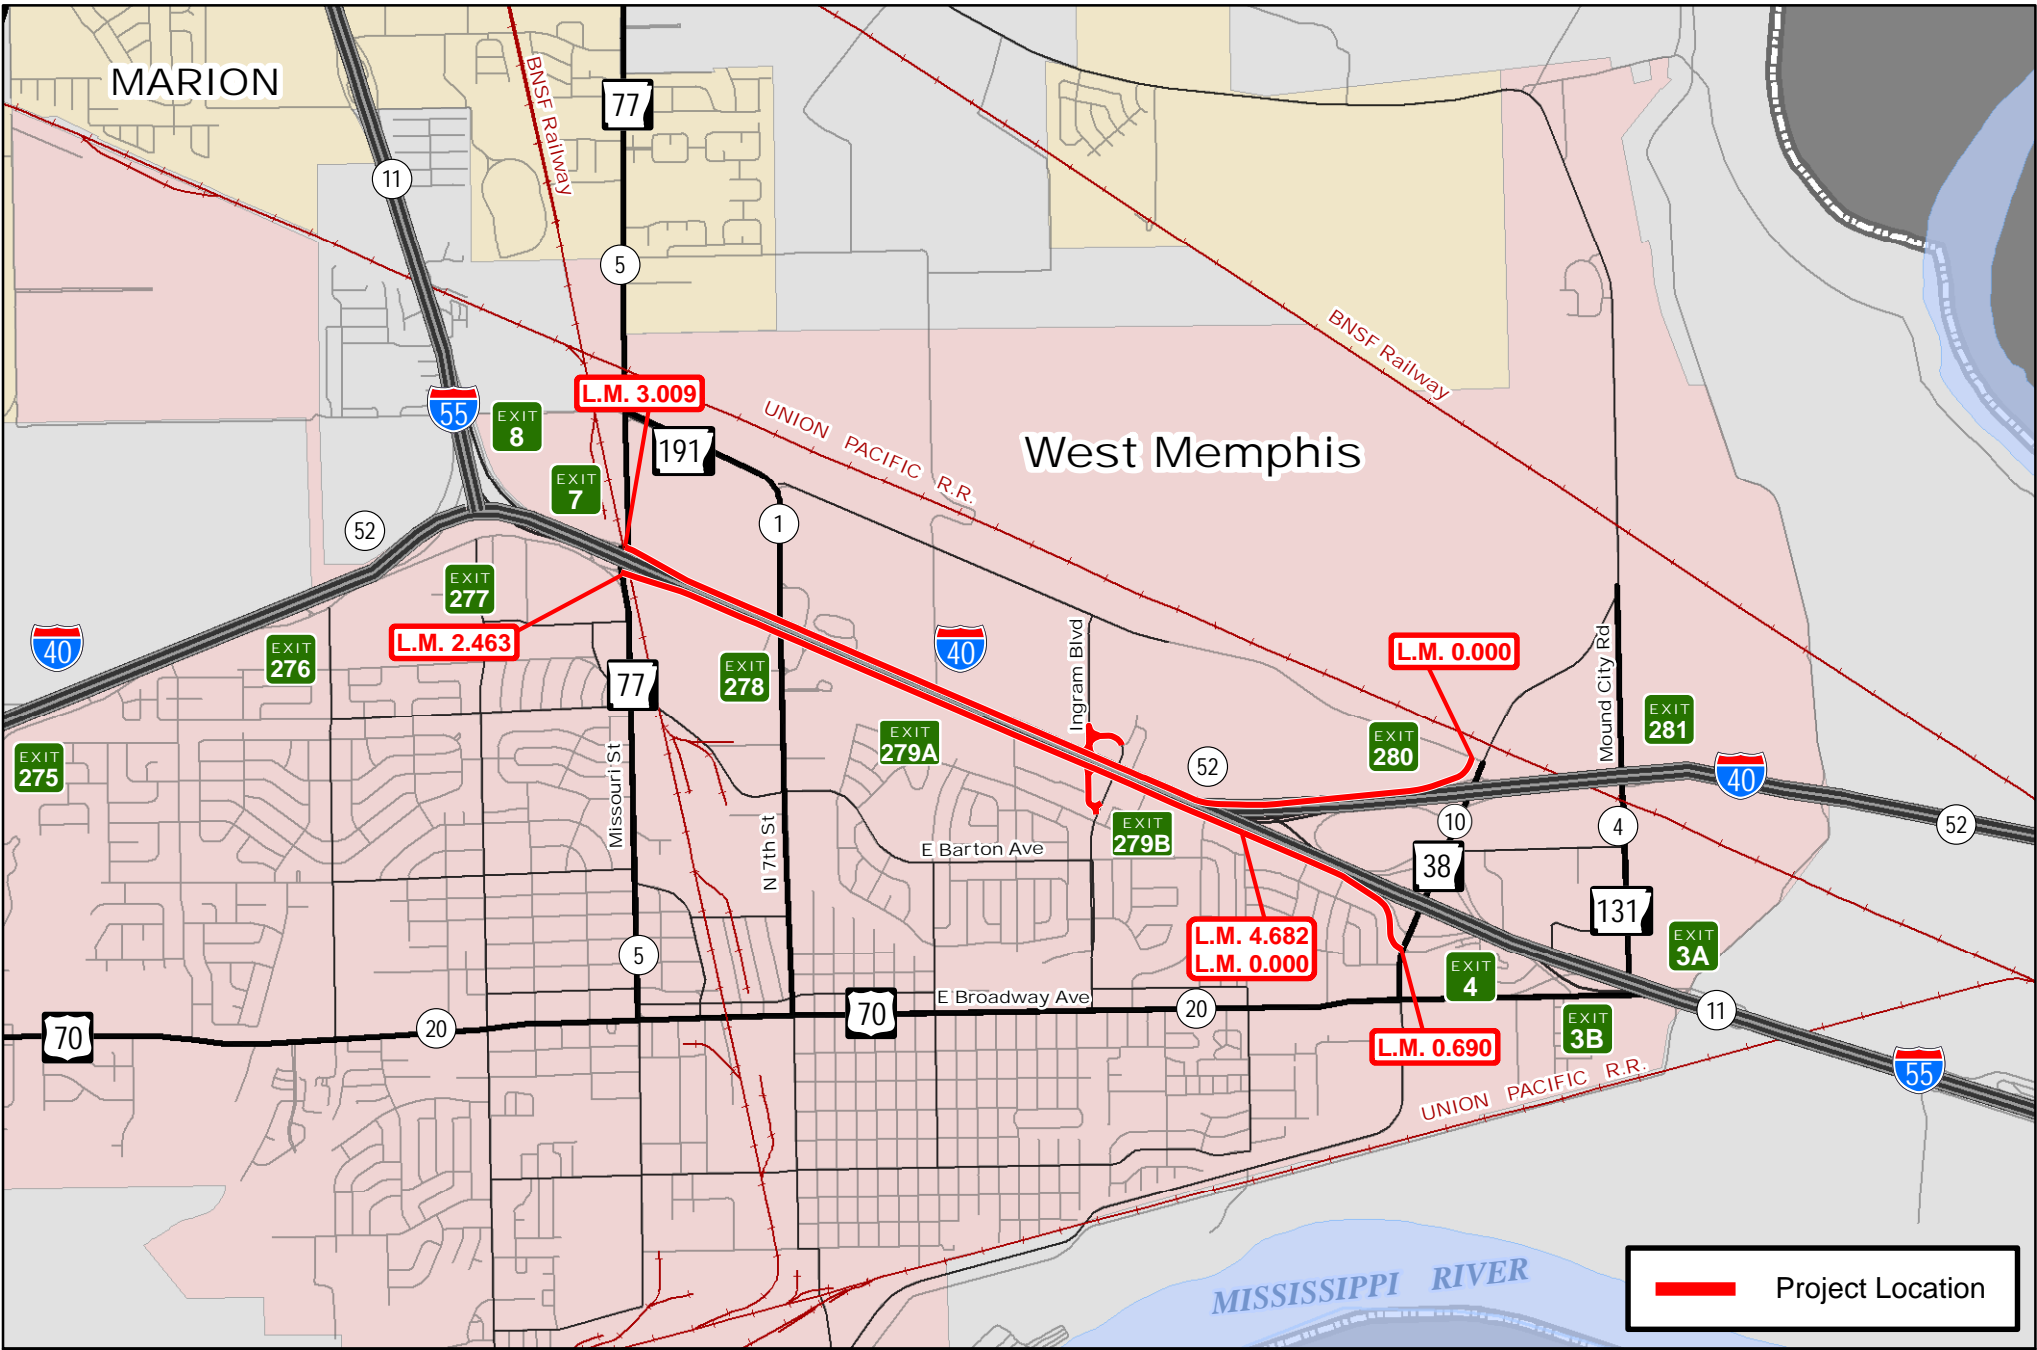 MARION
BNSF Railway
77
11
5
BNSF Railway
L.M. 3.009
55
EXIT
8
UNION PACIFIC R.R.
191
West Memphis
EXIT
7
52
1
EXIT
277
L.M. 2.463
40
EXIT
276
77
EXIT
278
40
Ingram Blvd
L.M. 0.000
Mound City Rd
EXIT
281
EXIT
275
Missouri St
EXIT
279A
52
EXIT
280
40
N 7th St
E Barton Ave
EXIT
279B
10
4
52
38
131
L.M. 4.682
L.M. 0.000
5
EXIT
3A
EXIT
4
E Broadway Ave
70
20
70
20
11
EXIT
3B
L.M. 0.690
55
UNION PACIFIC R.R.
MISSISSIPPI RIVER
Project Location